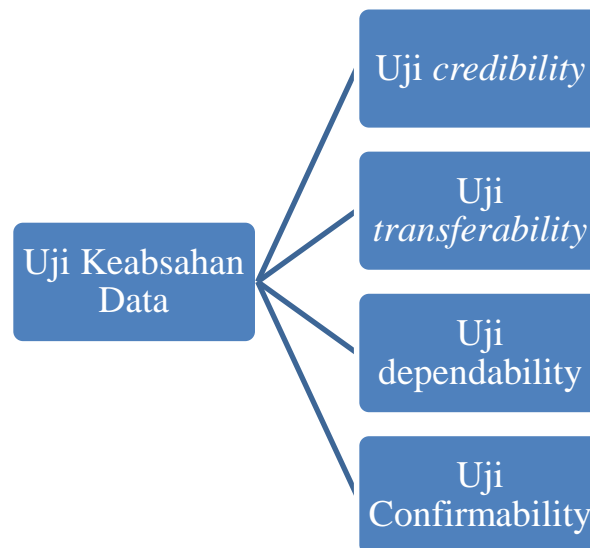 Uji credibility
Uji
transferability
Uji Keabsahan
Data
Uji
dependability
Uji
Confirmability